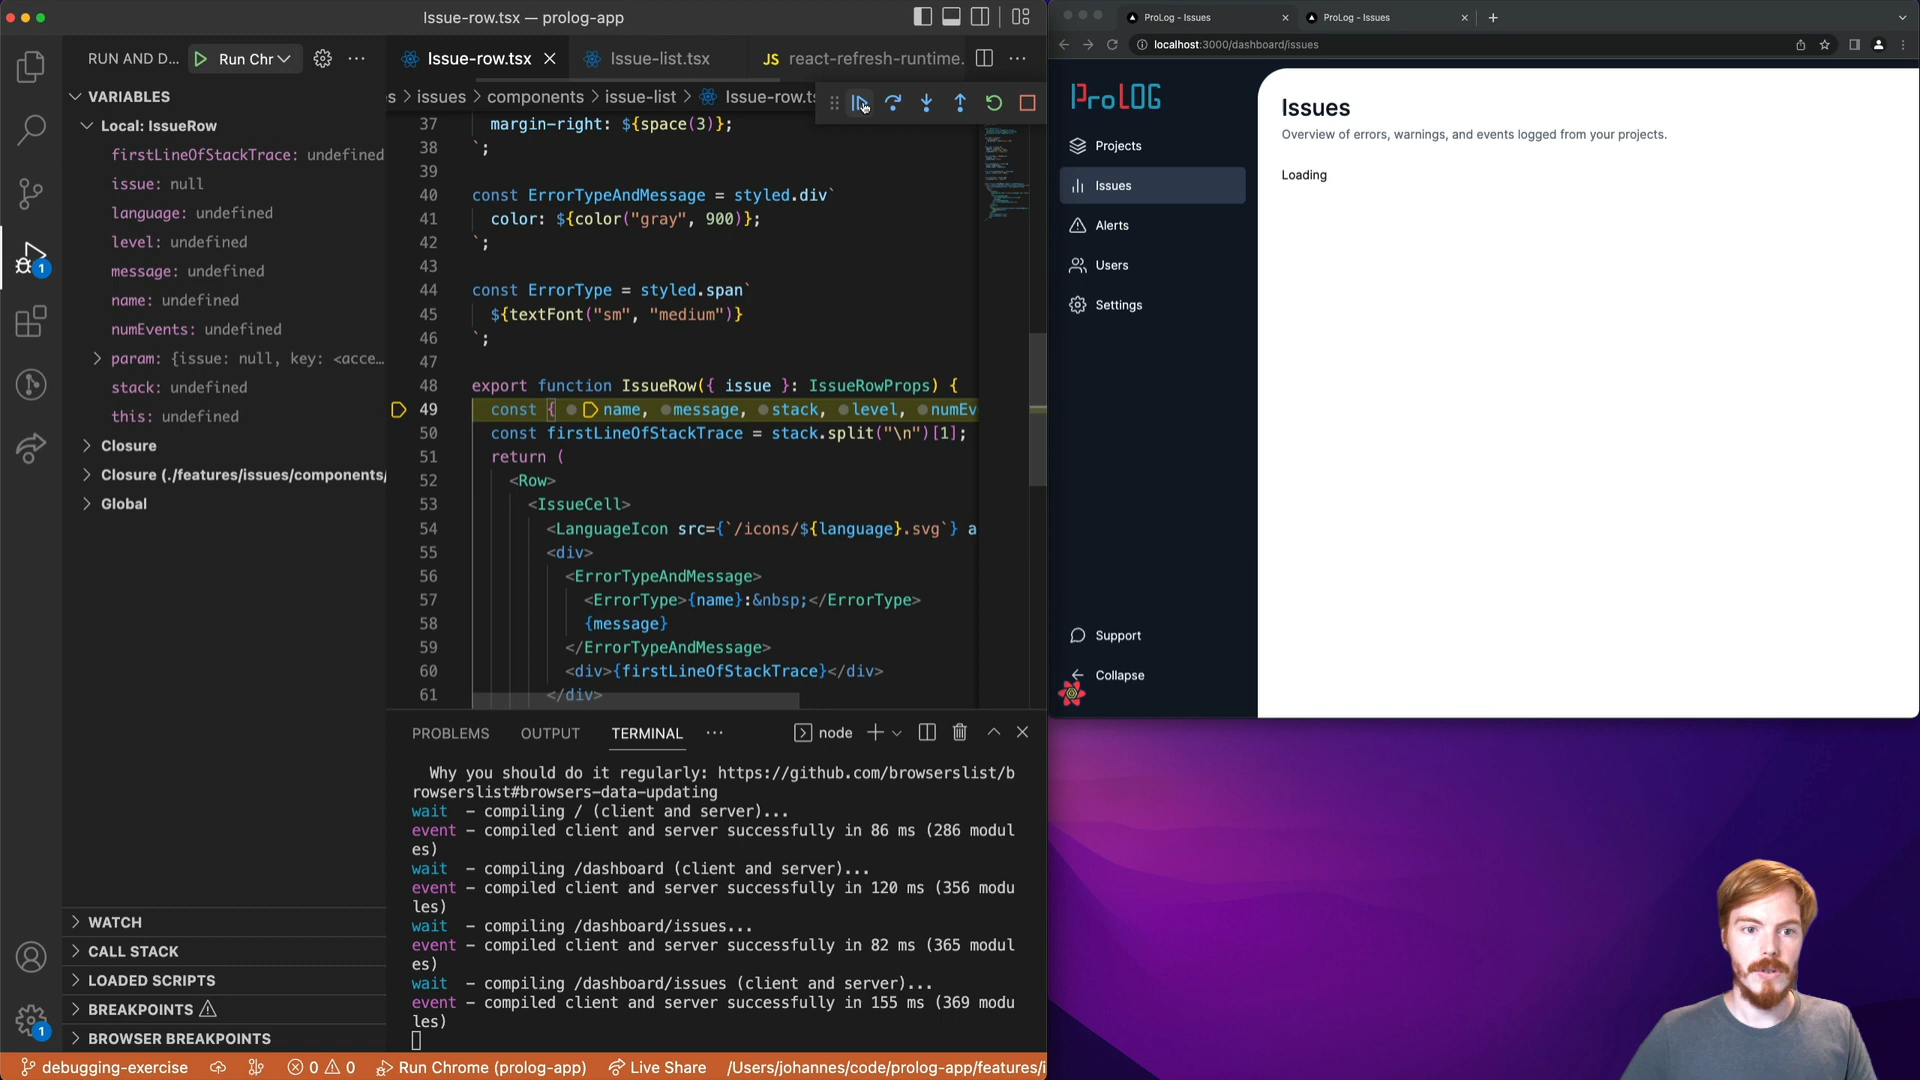 Issue-row.tsx — prolog-app
RUN AND D...
Run Chr
Issue-row.tsx
Issue-list.tsx
JS react-refresh-runtime.
s > issues > components > issue-list > Issue-row.ts
VARIABLES
Local: IssueRow
firstLineOfStackTrace: undefined
issue: null
language: undefined
level: undefined
message: undefined
name: undefined
numEvents: undefined
param: {issue: null, key: <acce...
stack: undefined
this: undefined
Closure
Closure (./features/issues/components/
Global
WATCH
CALL STACK
LOADED SCRIPTS
BREAKPOINTS
BROWSER BREAKPOINTS
1
1
37 margin-right: ${space(3)};
38 `;
39
40 const ErrorTypeAndMessage = styled.div`
41 color: ${color("gray", 900)};
42 `;
43
44 const ErrorType = styled.span`
45 ${textFont("sm", "medium")}
46 `;
47
48 export function IssueRow({ issue }: IssueRowProps) {
49 const { name, message, stack, level, numEv
50 const firstLineOfStackTrace = stack.split("\n")[1];
51 return (
52 <Row>
53 <IssueCell>
54 <LanguageIcon src={`/icons/${language}.svg`} a
55 <div>
56 <ErrorTypeAndMessage>
57 <ErrorType>{name}:&nbsp;</ErrorType>
58 {message}
59 </ErrorTypeAndMessage>
60 <div>{firstLineOfStackTrace}</div>
61 </div>
PROBLEMS OUTPUT TERMINAL node
Why you should do it regularly: https://github.com/browserslist/b
rowserslist#browsers-data-updating
wait - compiling / (client and server)...
event - compiled client and server successfully in 86 ms (286 modul
es)
wait - compiling /dashboard (client and server)...
event - compiled client and server successfully in 120 ms (356 modu
les)
wait - compiling /dashboard/issues...
event - compiled client and server successfully in 82 ms (365 modul
es)
wait - compiling /dashboard/issues (client and server)...
event - compiled client and server successfully in 155 ms (369 modu
les)
debugging-exercise 0 0 Run Chrome (prolog-app) Live Share /Users/johannes/code/prolog-app/features/i
ProLog - Issues
ProLog - Issues
localhost:3000/dashboard/issues
ProLOG
Projects
Issues
Alerts
Users
Settings
Support
Collapse
Issues
Overview of errors, warnings, and events logged from your projects.
Loading